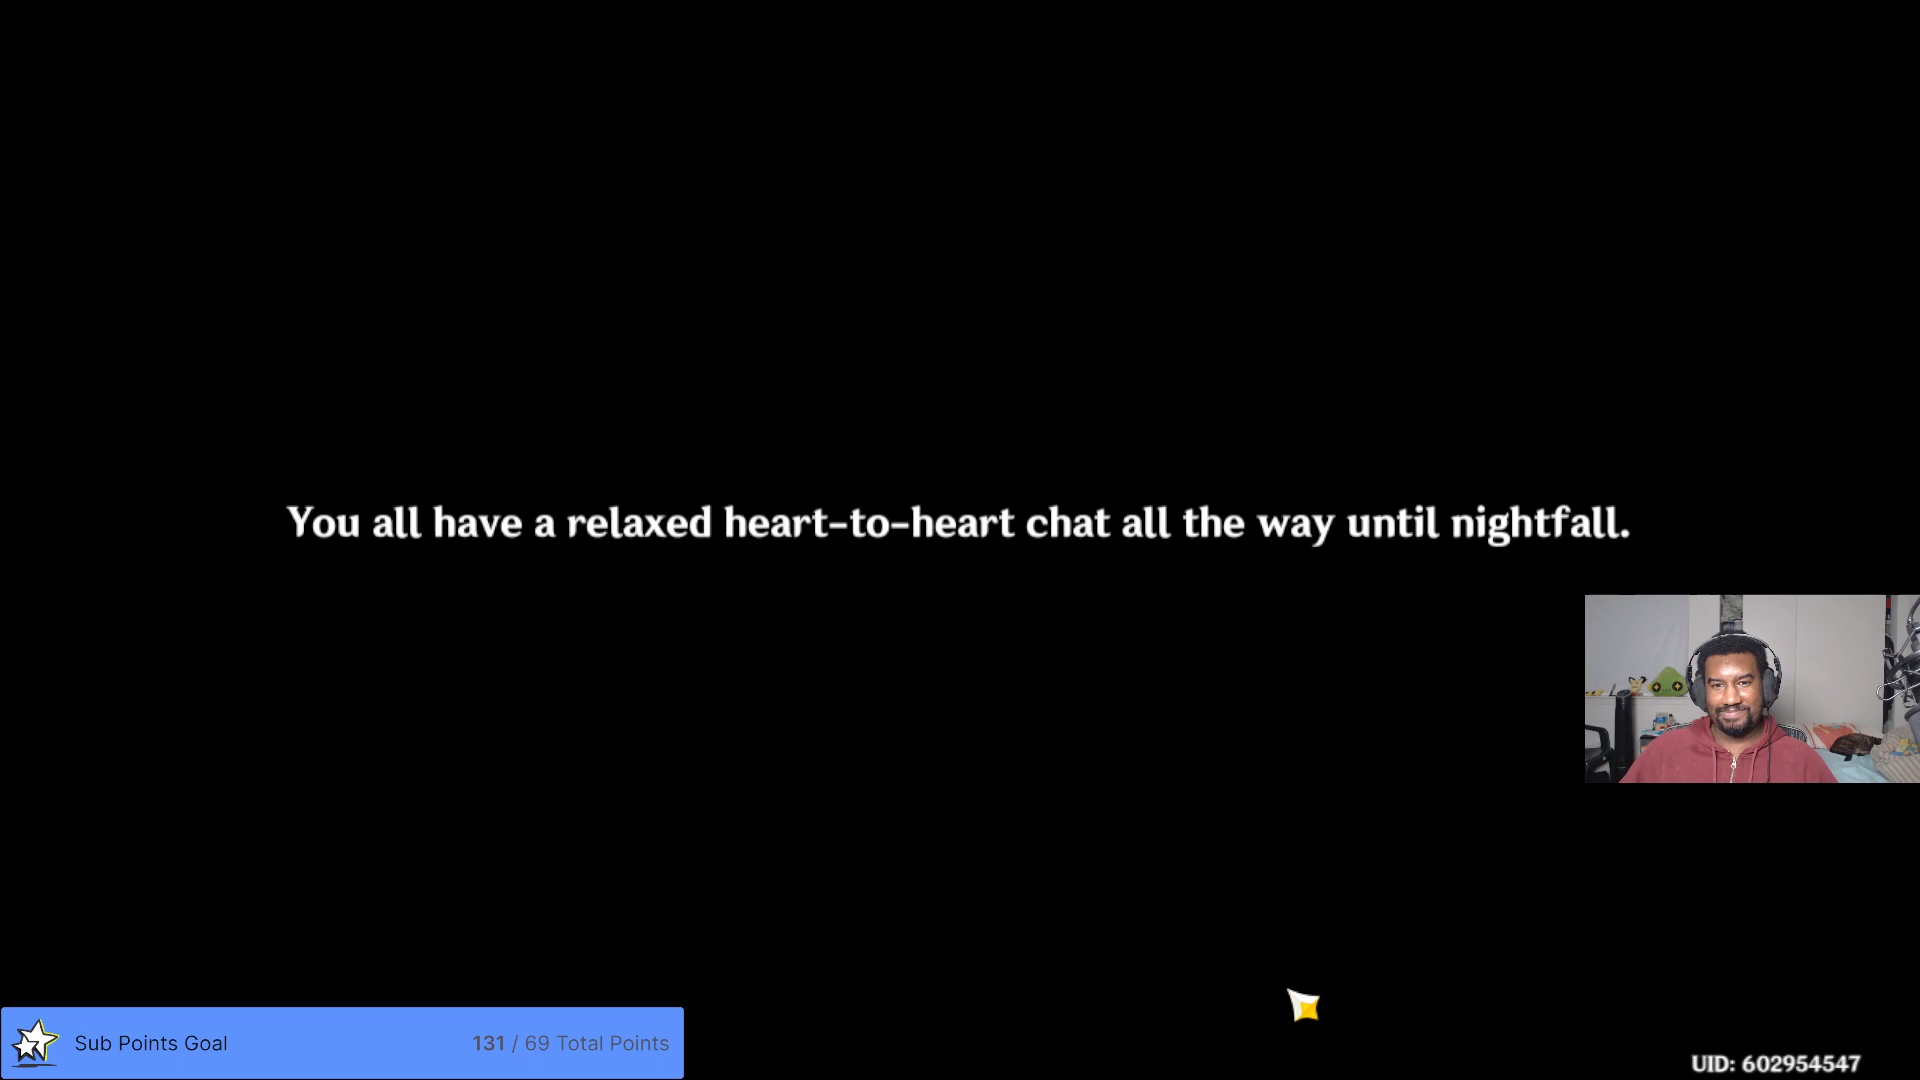 You all have a relaxed heart-to-heart chat all the way until nightfall.
Sub Points Goal
131 / 69 Total Points
UID: 602954547